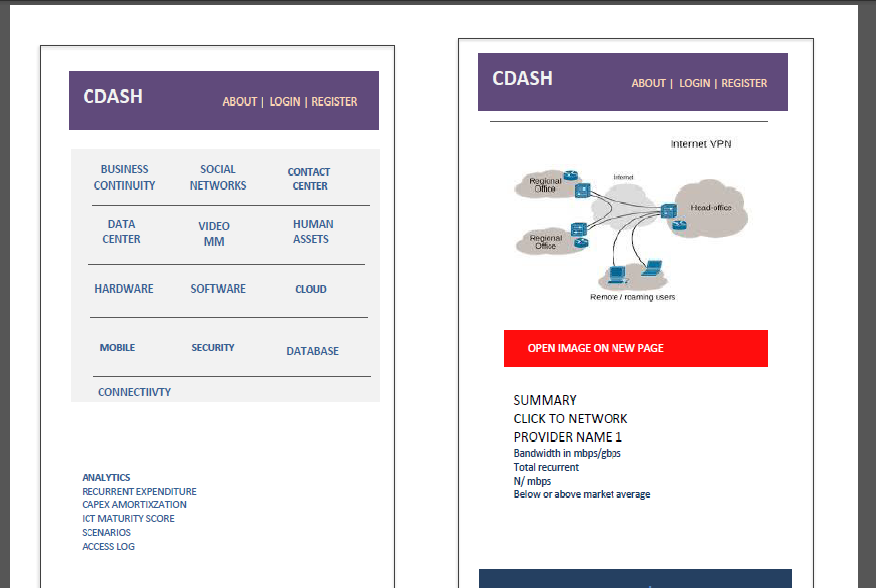 CDASH
ABOUT | LOGIN | REGISTER
BUSINESS CONTINUITY
SOCIAL NETWORKS
CONTACT CENTER
DATA CENTER
VIDEO MM
HUMAN ASSETS
HARDWARE
SOFTWARE
CLOUD
MOBILE
SECURITY
DATABASE
CONNECTIIVTY
ANALYTICS
RECURRENT EXPENDITURE
CAPEX AMORTIXZATION
ICT MATURITY SCORE
SCENARIOS
ACCESS LOG
CDASH
ABOUT | LOGIN | REGISTER
Internet VPN
Internet
Regional Office
Head-office
Regional Office
Remote / roaming users
OPEN IMAGE ON NEW PAGE
SUMMARY
CLICK TO NETWORK
PROVIDER NAME 1
Bandwidth in mbps/gbps
Total recurrent
N/ mbps
Below or above market average